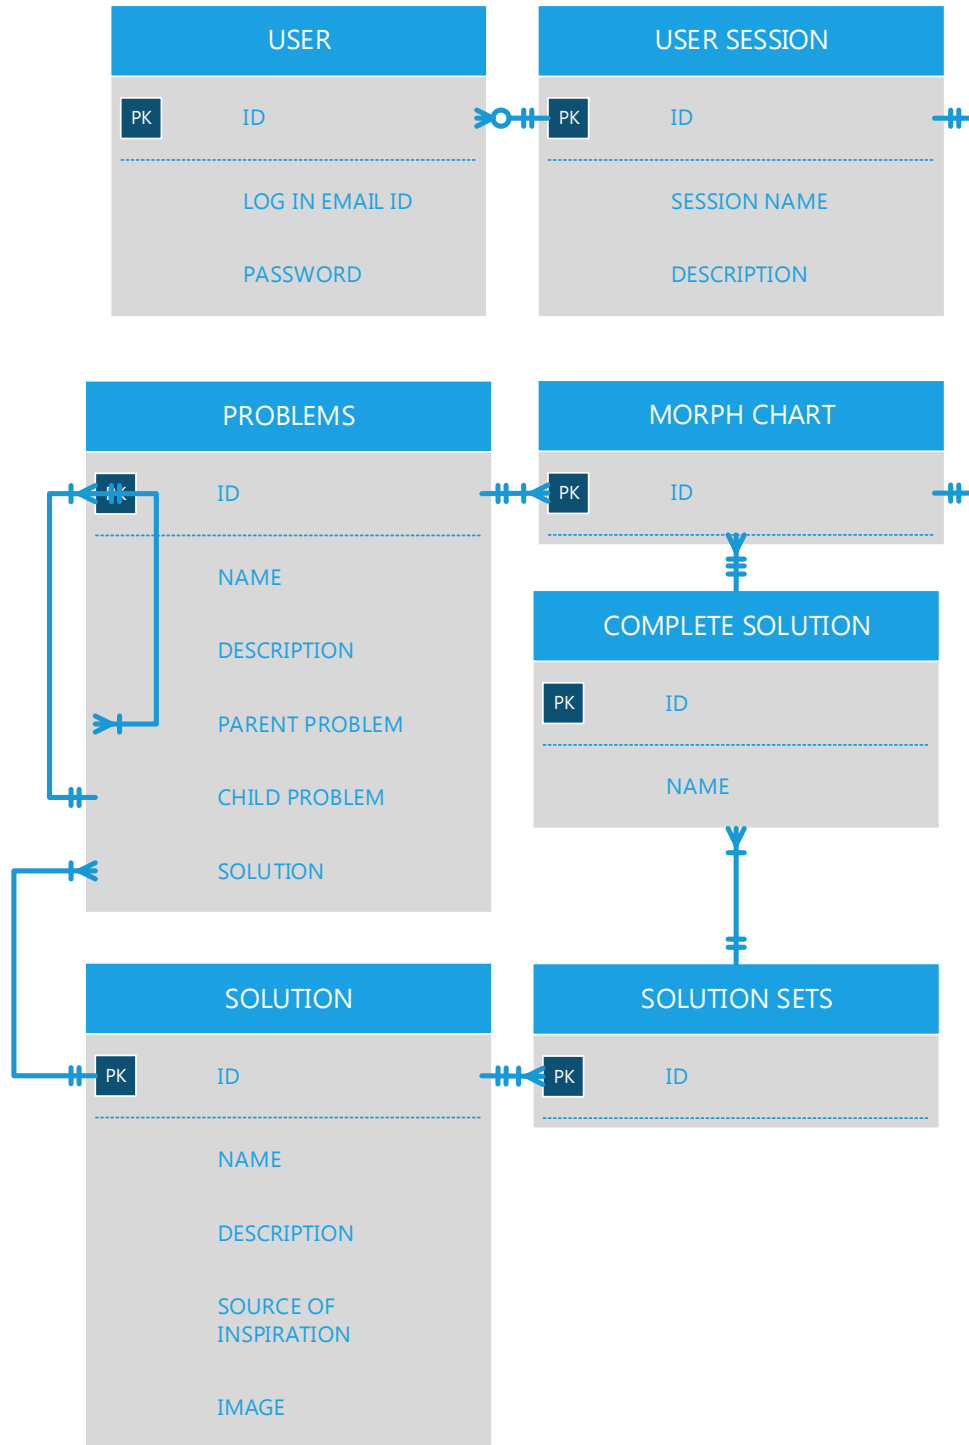 USER
PK
ID
LOG IN EMAIL ID
PASSWORD
USER SESSION
PK
ID
SESSION NAME
DESCRIPTION
PROBLEMS
PK
ID
NAME
DESCRIPTION
PARENT PROBLEM
CHILD PROBLEM
SOLUTION
MORPH CHART
PK
ID
COMPLETE SOLUTION
PK
ID
NAME
SOLUTION
PK
ID
NAME
DESCRIPTION
SOURCE OF
INSPIRATION
IMAGE
SOLUTION SETS
PK
ID